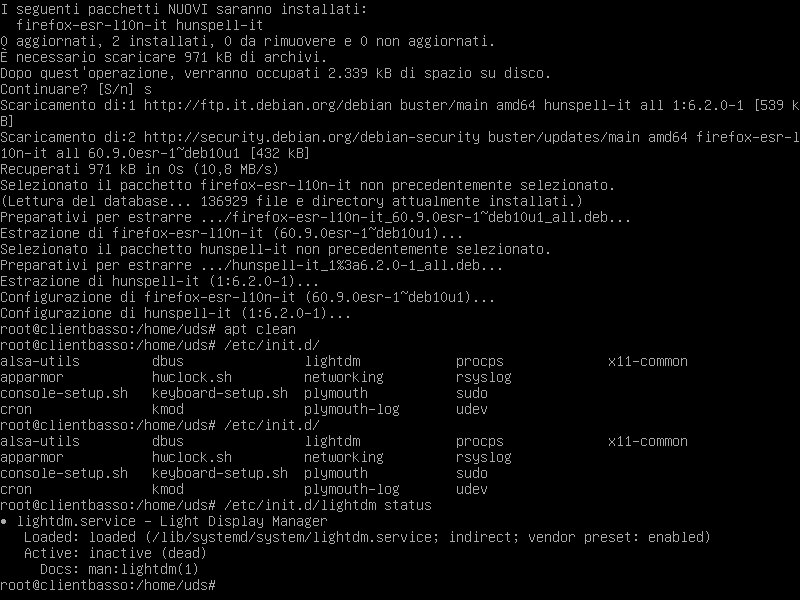 I seguenti pacchetti NUOVI saranno installati:
  firefox-esr-l10n-it hunspell-it
0 aggiornati, 2 installati, 0 da rimuovere e 0 non aggiornati.
È necessario scaricare 971 kB di archivi.
Dopo quest'operazione, verranno occupati 2.339 kB di spazio su disco.
Continuare? [S/n] s
Scaricamento di:1 http://ftp.it.debian.org/debian buster/main amd64 hunspell-it all 1:6.2.0-1 [539 k
B]
Scaricamento di:2 http://security.debian.org/debian-security buster/updates/main amd64 firefox-esr-l
10n-it all 60.9.0esr-1~deb10u1 [432 kB]
Recuperati 971 kB in 0s (10,8 MB/s)
Selezionato il pacchetto firefox-esr-l10n-it non precedentemente selezionato.
(Lettura del database... 136929 file e directory attualmente installati.)
Preparativi per estrarre .../firefox-esr-l10n-it_60.9.0esr-1~deb10u1_all.deb...
Estrazione di firefox-esr-l10n-it (60.9.0esr-1~deb10u1)...
Selezionato il pacchetto hunspell-it non precedentemente selezionato.
Preparativi per estrarre .../hunspell-it_1%3a6.2.0-1_all.deb...
Estrazione di hunspell-it (1:6.2.0-1)...
Configurazione di firefox-esr-l10n-it (60.9.0esr-1~deb10u1)...
Configurazione di hunspell-it (1:6.2.0-1)...
root@clientbasso:/home/uds# apt clean
root@clientbasso:/home/uds# /etc/init.d/
alsa-utils         dbus               lightdm            procps             x11-common
apparmor           hwclock.sh         networking         rsyslog
console-setup.sh   keyboard-setup.sh  plymouth           sudo
cron               kmod               plymouth-log       udev
root@clientbasso:/home/uds# /etc/init.d/
alsa-utils         dbus               lightdm            procps             x11-common
apparmor           hwclock.sh         networking         rsyslog
console-setup.sh   keyboard-setup.sh  plymouth           sudo
cron               kmod               plymouth-log       udev
root@clientbasso:/home/uds# /etc/init.d/lightdm status
● lightdm.service - Light Display Manager
   Loaded: loaded (/lib/systemd/system/lightdm.service; indirect; vendor preset: enabled)
   Active: inactive (dead)
     Docs: man:lightdm(1)
root@clientbasso:/home/uds#